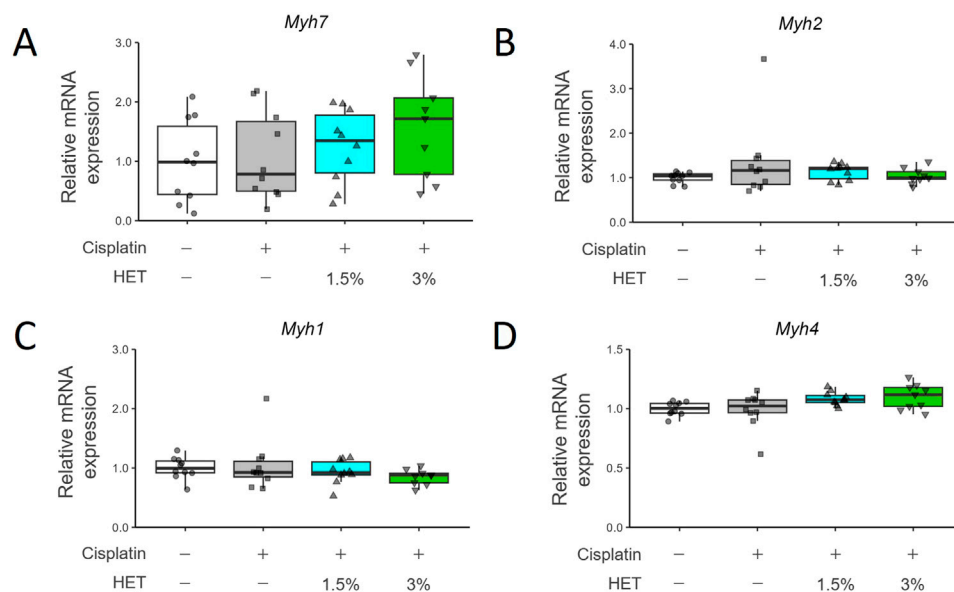 A
Myh7
Relative mRNA
expression
3.0
2.0
1.0
0.0
Cisplatin − + + +
HET − − 1.5% 3%
B
Myh2
Relative mRNA
expression
4.0
3.0
2.0
1.0
0.0
Cisplatin − + + +
HET − − 1.5% 3%
C
Myh1
Relative mRNA
expression
3.0
2.0
1.0
0.0
Cisplatin − + + +
HET − − 1.5% 3%
D
Myh4
Relative mRNA
expression
1.5
1.0
0.5
0.0
Cisplatin − + + +
HET − − 1.5% 3%